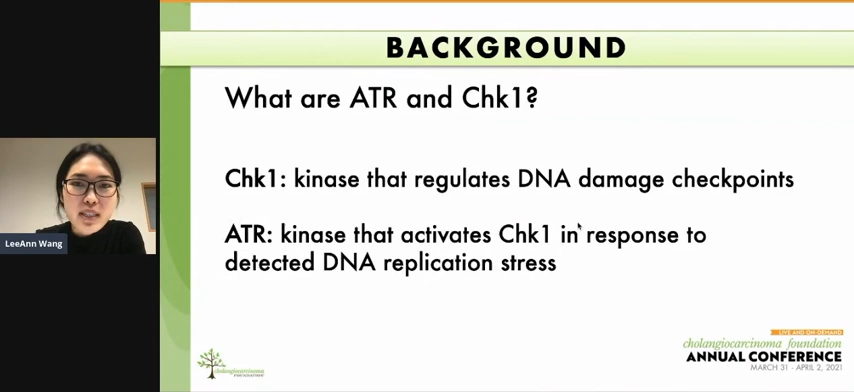 BACKGROUND
What are ATR and Chk1?
Chk1: kinase that regulates DNA damage checkpoints
ATR: kinase that activates Chk1 in response to
detected DNA replication stress
LeeAnn Wang
cholangiocarcinoma
FOUNDATION
LIVE AND ON-DEMAND
cholangiocarcinoma foundation
ANNUAL CONFERENCE
MARCH 31 - APRIL 2, 2021